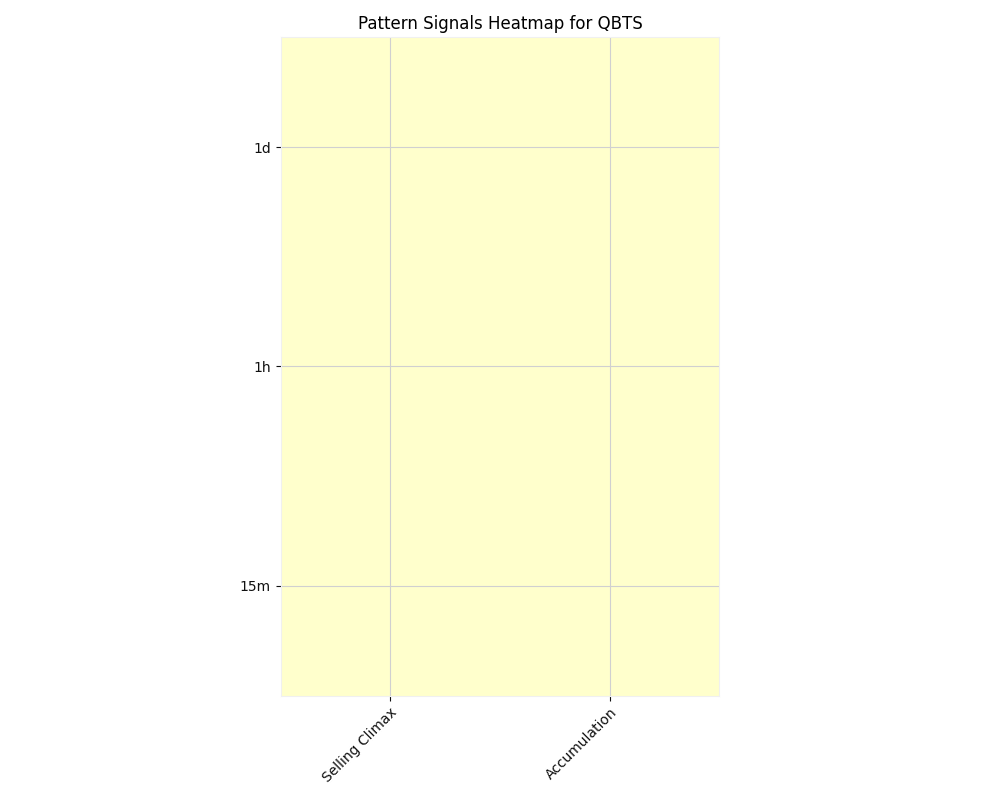 Pattern Signals Heatmap for QBTS
1d
1h
15m
Selling Climax
Accumulation